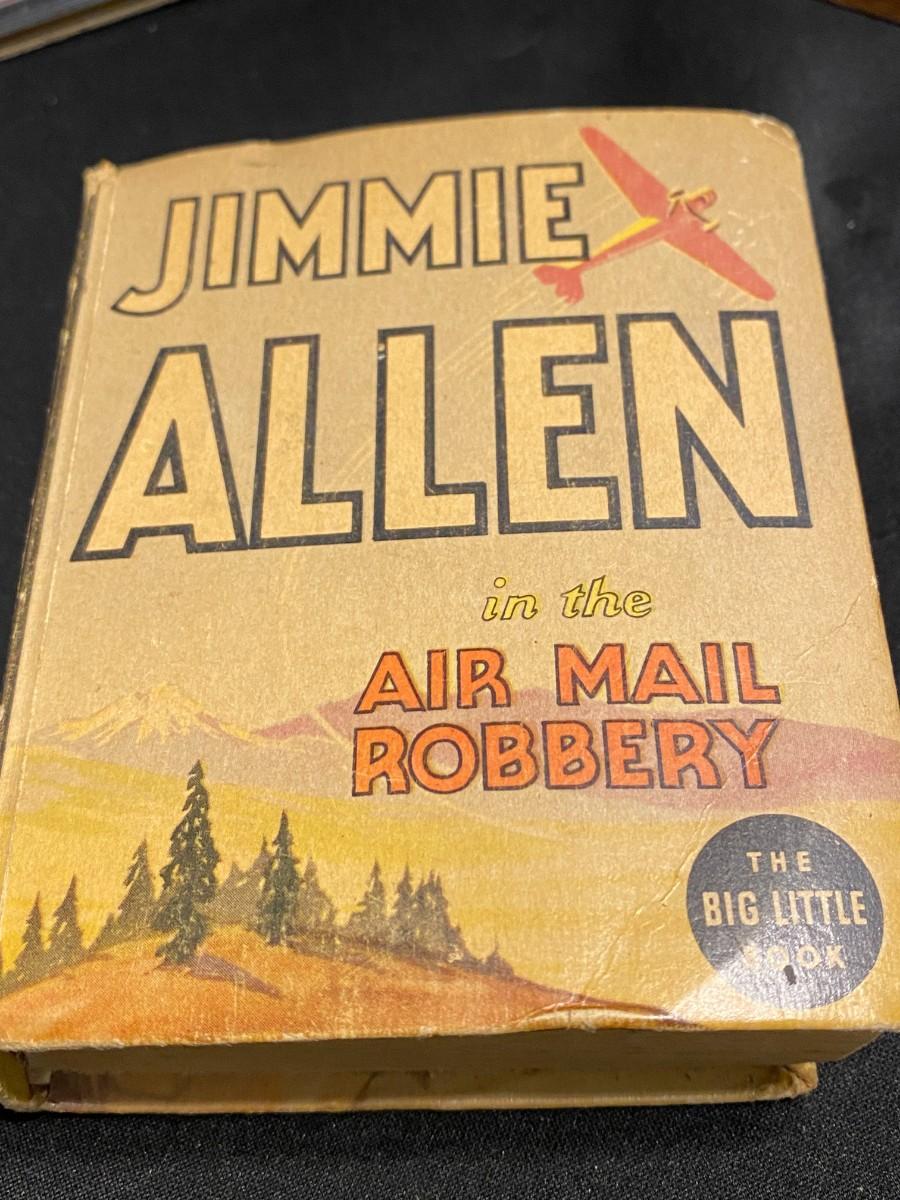 JIMMIE
ALLEN
in the
AIR MAIL
ROBBERY
THE
BIG LITTLE
BOOK